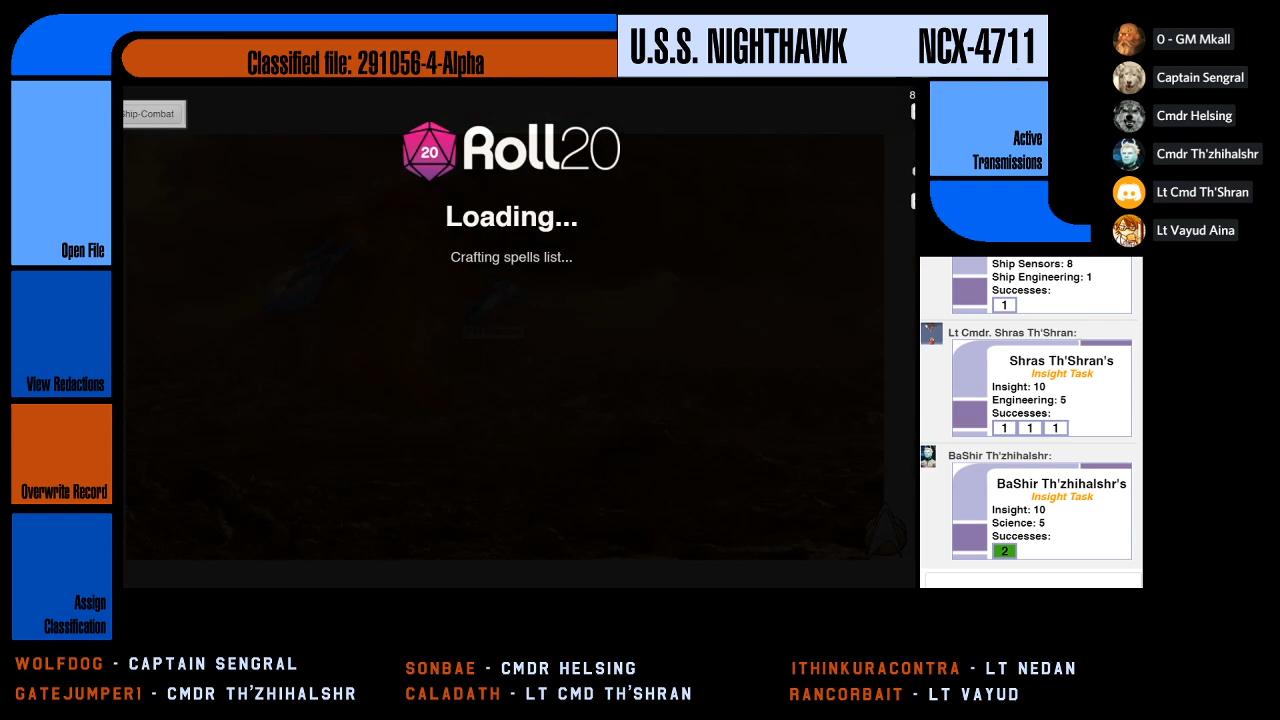 Classified file: 291056-4-Alpha
U.S.S. NIGHTHAWK NCX-4711
Open File
View Redactions
Overwrite Record
Assign
Classification
Ship-Combat
8
20
Roll20
Loading...
Crafting spells list...
Active
Transmissions
0 - GM Mkall
Captain Sengral
Cmdr Helsing
Cmdr Th'zhihalshr
Lt Cmd Th'Shran
Lt Vayud Aina
Ship Sensors: 8
Ship Engineering: 1
Successes:
1
Lt Cmdr. Shras Th'Shran:
Shras Th'Shran's
Insight Task
Insight: 10
Engineering: 5
Successes:
1 1 1
BaShir Th'zhihalshr:
BaShir Th'zhihalshr's
Insight Task
Insight: 10
Science: 5
Successes:
2
WOLFDOG - CAPTAIN SENGRAL
GATEJUMPER1 - CMDR TH'ZHIHALSHR
SONBAE - CMDR HELSING
CALADATH - LT CMD TH'SHRAN
ITHINKURACONTRA - LT NEDAN
RANCORBAIT - LT VAYUD